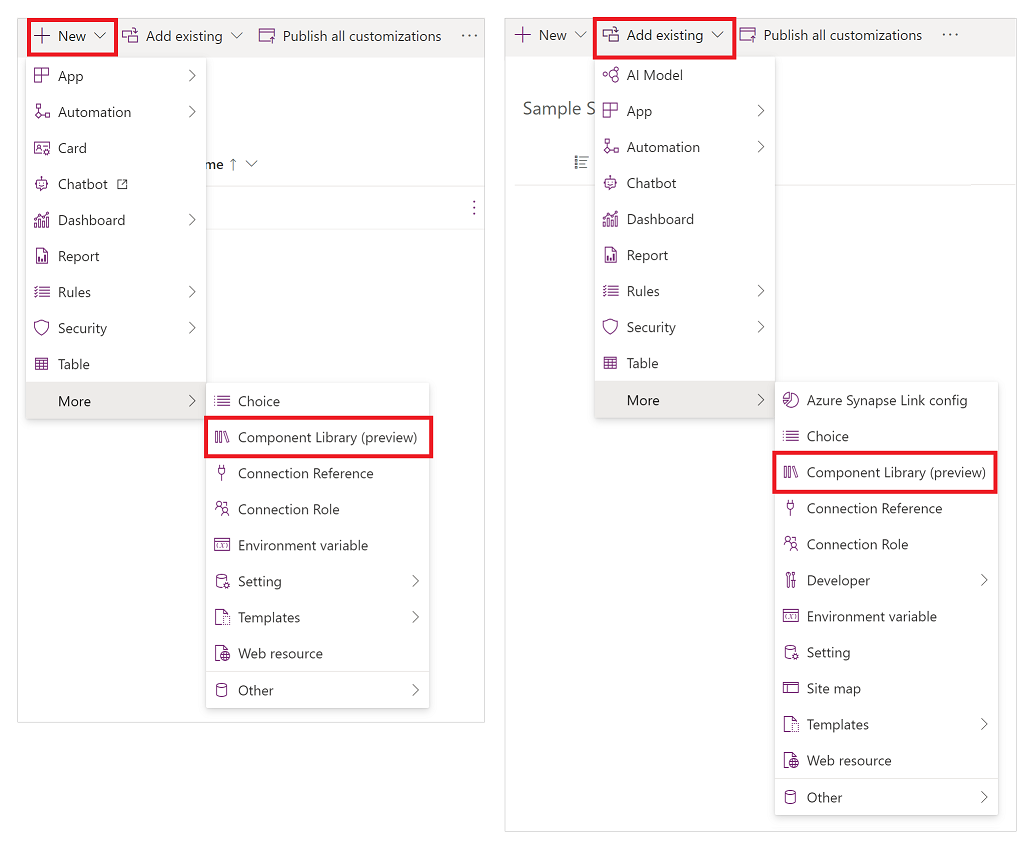 New
Add existing
Publish all customizations
App
Automation
Card
Chatbot
Dashboard
Report
Rules
Security
Table
More
me
Choice
Component Library (preview)
Connection Reference
Connection Role
Environment variable
Setting
Templates
Web resource
Other
New
Add existing
Publish all customizations
Sample S
AI Model
App
Automation
Chatbot
Dashboard
Report
Rules
Security
Table
More
Azure Synapse Link config
Choice
Component Library (preview)
Connection Reference
Connection Role
Developer
Environment variable
Setting
Site map
Templates
Web resource
Other